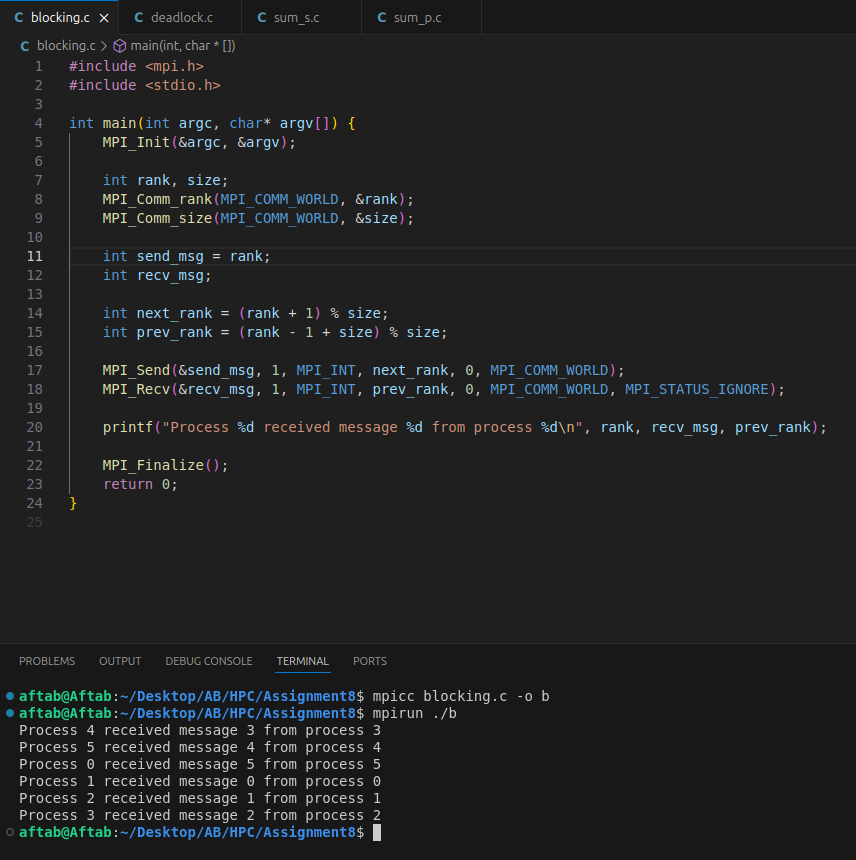 C blocking.c × C deadlock.c C sum_s.c C sum_p.c
C blocking.c > main(int, char * [])
1 #include <mpi.h>
2 #include <stdio.h>
3
4 int main(int argc, char* argv[]) {
5     MPI_Init(&argc, &argv);
6
7     int rank, size;
8     MPI_Comm_rank(MPI_COMM_WORLD, &rank);
9     MPI_Comm_size(MPI_COMM_WORLD, &size);
10
11     int send_msg = rank;
12     int recv_msg;
13
14     int next_rank = (rank + 1) % size;
15     int prev_rank = (rank - 1 + size) % size;
16
17     MPI_Send(&send_msg, 1, MPI_INT, next_rank, 0, MPI_COMM_WORLD);
18     MPI_Recv(&recv_msg, 1, MPI_INT, prev_rank, 0, MPI_COMM_WORLD, MPI_STATUS_IGNORE);
19
20     printf("Process %d received message %d from process %d\n", rank, recv_msg, prev_rank);
21
22     MPI_Finalize();
23     return 0;
24 }
25
PROBLEMS OUTPUT DEBUG CONSOLE TERMINAL PORTS
aftab@Aftab:~/Desktop/AB/HPC/Assignment8$ mpicc blocking.c -o b
aftab@Aftab:~/Desktop/AB/HPC/Assignment8$ mpirun ./b
Process 4 received message 3 from process 3
Process 5 received message 4 from process 4
Process 0 received message 5 from process 5
Process 1 received message 0 from process 0
Process 2 received message 1 from process 1
Process 3 received message 2 from process 2
aftab@Aftab:~/Desktop/AB/HPC/Assignment8$